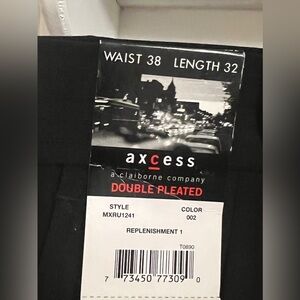 WAIST 38 LENGTH 32
axcess
a claiborne company
DOUBLE PLEATED
STYLE COLOR
MXRU1241 002
REPLENISHMENT 1
T0890
7 73450 77309 0